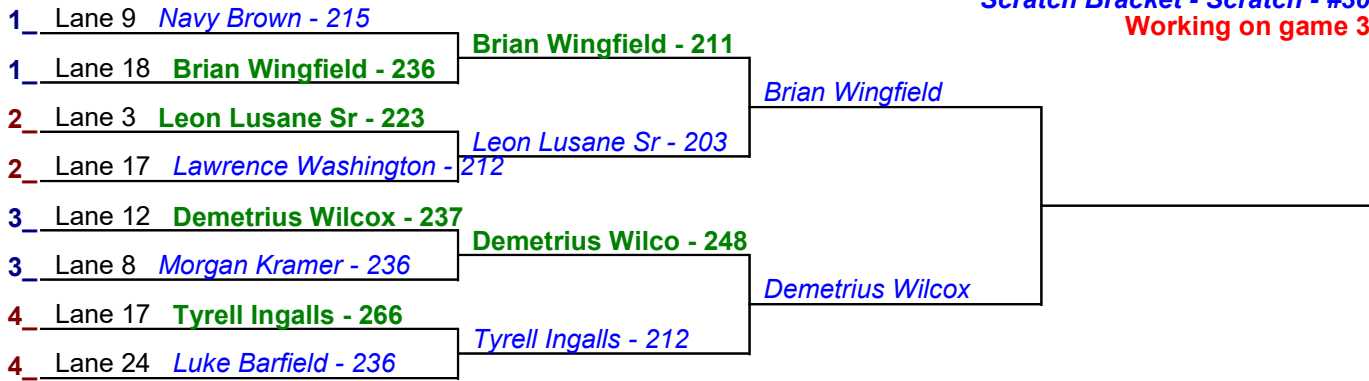 Scratch Bracket - Scratch - #30
Working on game 3
1_ Lane 9 Navy Brown - 215
1_ Lane 18 Brian Wingfield - 236
2_ Lane 3 Leon Lusane Sr - 223
2_ Lane 17 Lawrence Washington - 212
3_ Lane 12 Demetrius Wilcox - 237
3_ Lane 8 Morgan Kramer - 236
4_ Lane 17 Tyrell Ingalls - 266
4_ Lane 24 Luke Barfield - 236
Brian Wingfield - 211
Leon Lusane Sr - 203
Demetrius Wilco - 248
Tyrell Ingalls - 212
Brian Wingfield
Demetrius Wilcox